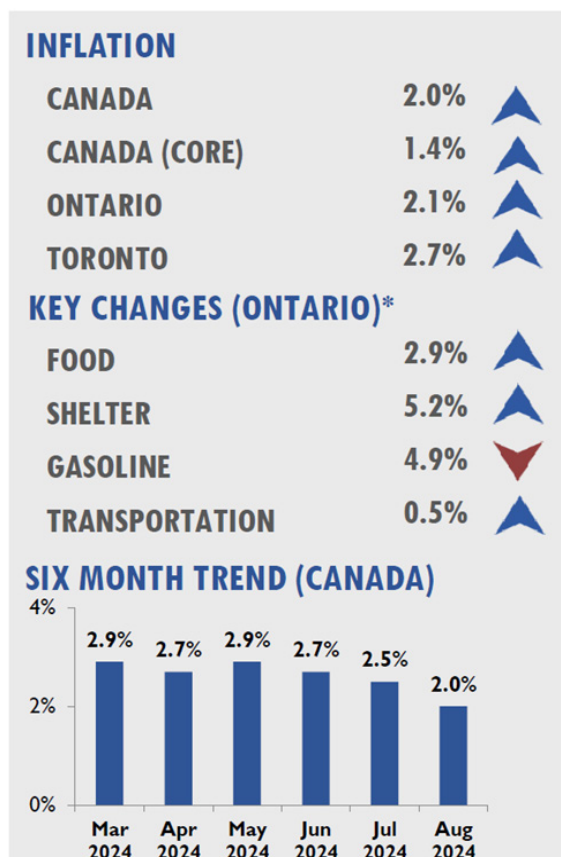 INFLATION
CANADA 2.0%
CANADA (CORE) 1.4%
ONTARIO 2.1%
TORONTO 2.7%
KEY CHANGES (ONTARIO)*
FOOD 2.9%
SHELTER 5.2%
GASOLINE 4.9%
TRANSPORTATION 0.5%
SIX MONTH TREND (CANADA)
4%
2.9% 2.7% 2.9% 2.7% 2.5% 2.0%
2%
0%
Mar Apr May Jun Jul Aug
2024 2024 2024 2024 2024 2024